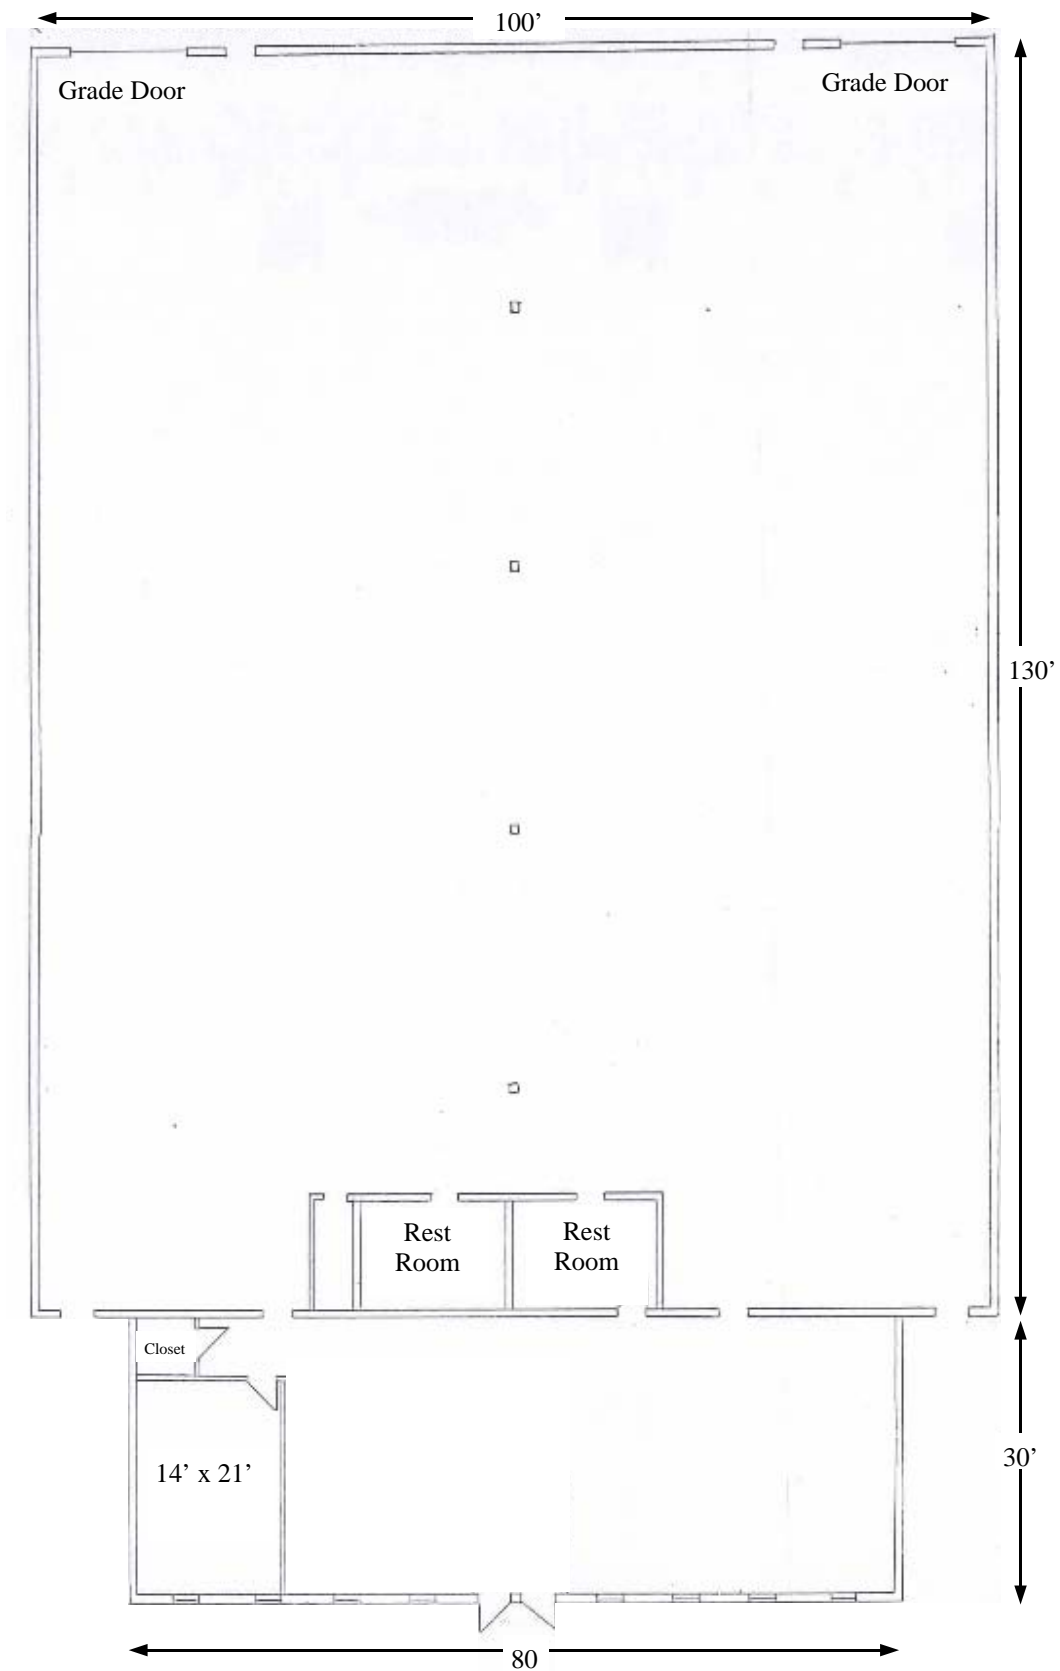 100’
Grade Door
Grade Door
130’
Rest
Room
Rest
Room
Closet
14’ x 21’
30’
80